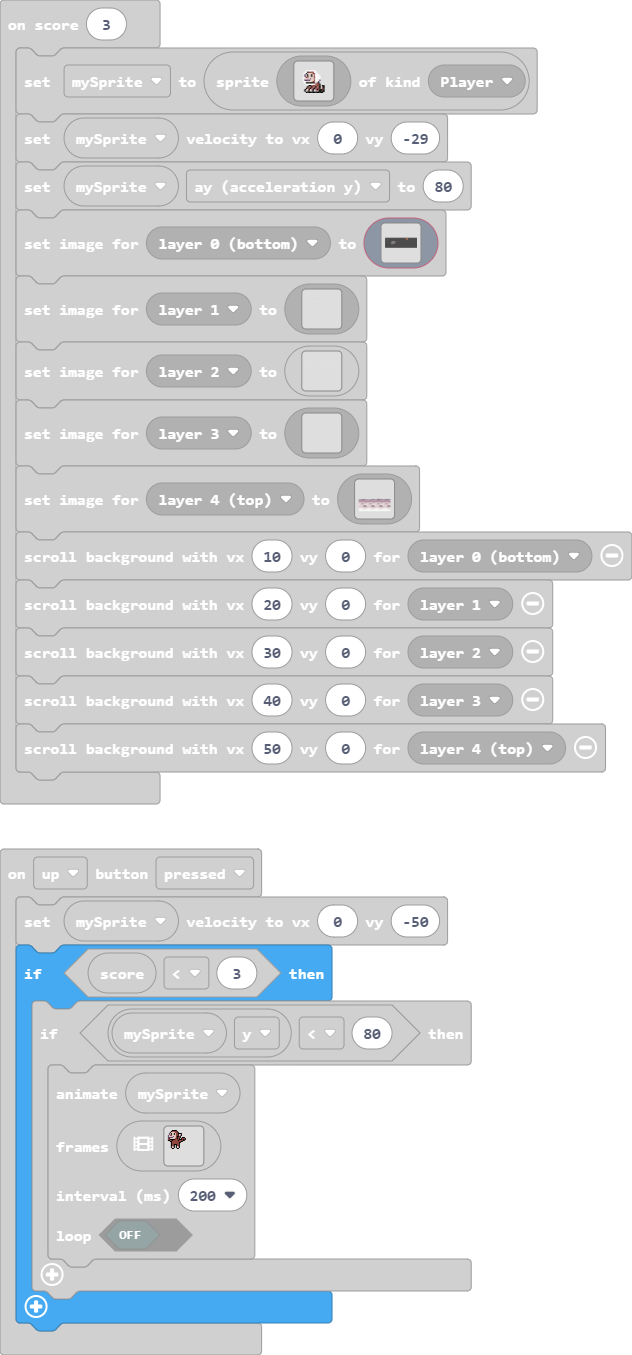 on score 3
set mySprite to sprite of kind Player
set mySprite velocity to vx 0 vy -29
set mySprite ay (acceleration y) to 80
set image for layer 0 (bottom) to
set image for layer 1 to
set image for layer 2 to
set image for layer 3 to
set image for layer 4 (top) to
scroll background with vx 10 vy 0 for layer 0 (bottom)
scroll background with vx 20 vy 0 for layer 1
scroll background with vx 30 vy 0 for layer 2
scroll background with vx 40 vy 0 for layer 3
scroll background with vx 50 vy 0 for layer 4 (top)
on up button pressed
set mySprite velocity to vx 0 vy -50
if score < 3 then
if mySprite y < 80 then
animate mySprite
frames
interval (ms) 200
loop OFF